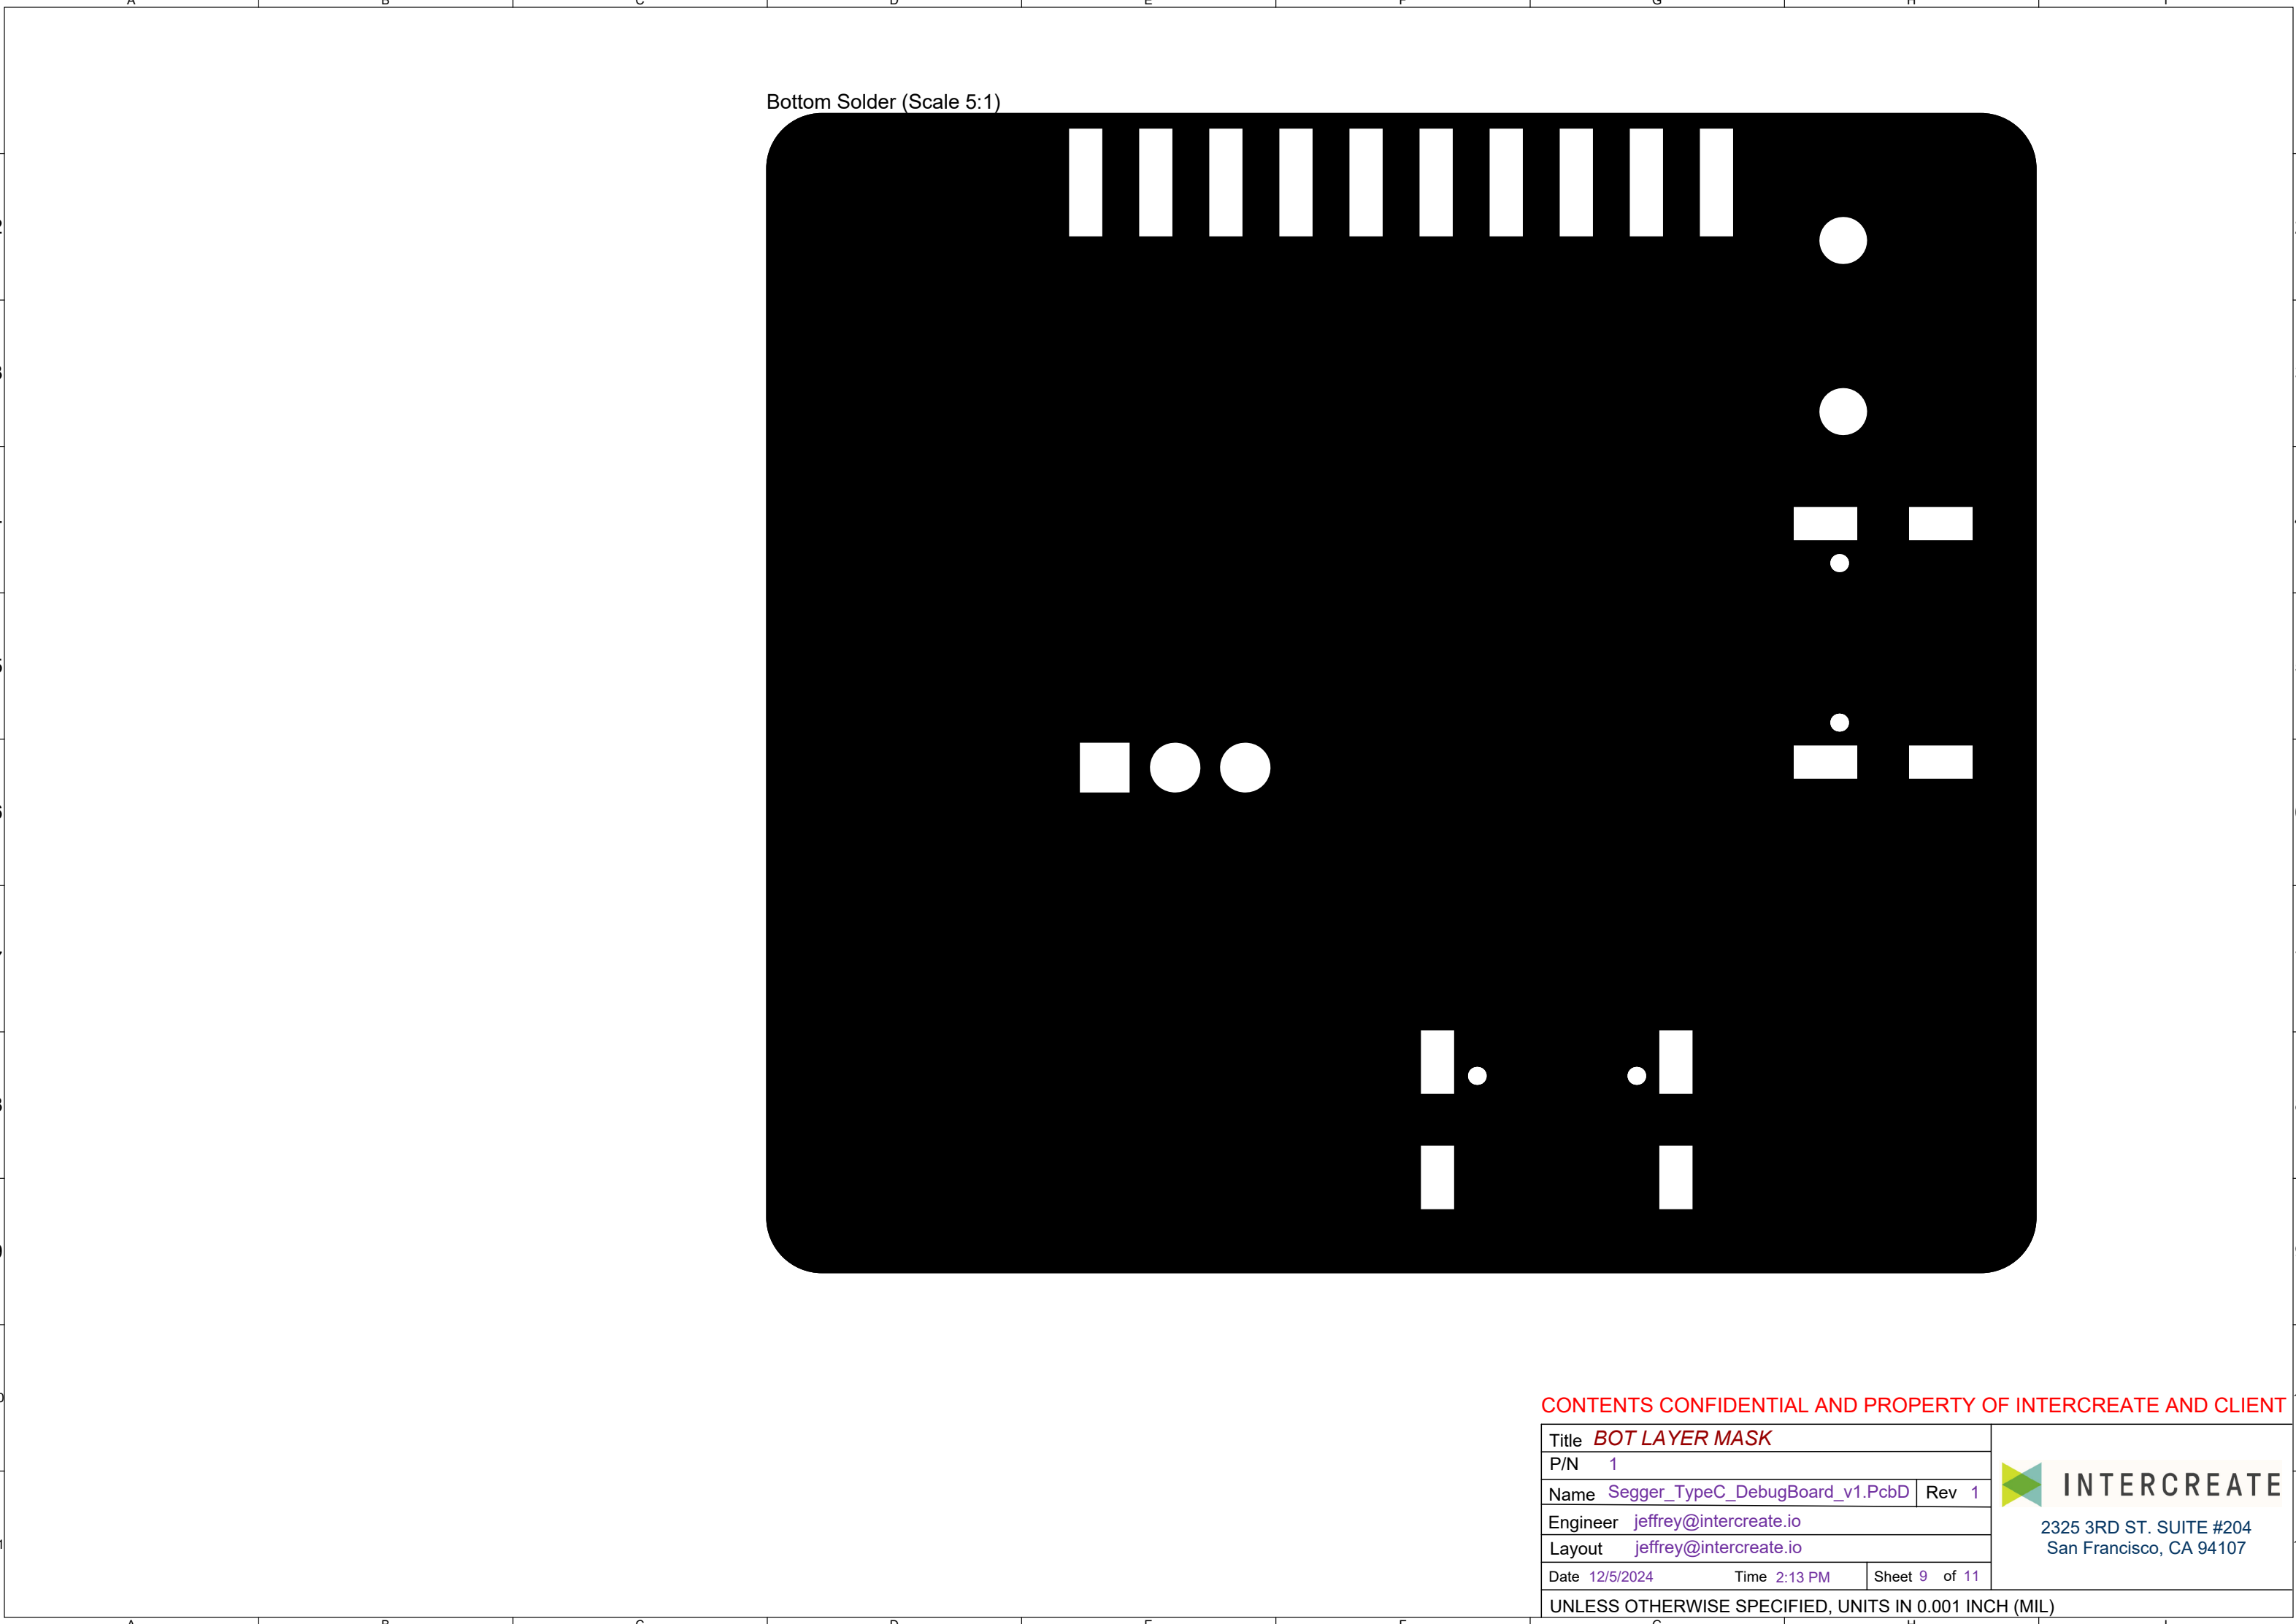 A B C D E F G H I
Bottom Solder (Scale 5:1)
CONTENTS CONFIDENTIAL AND PROPERTY OF INTERCREATE AND CLIENT
Title BOT LAYER MASK
P/N 1
Name Segger_TypeC_DebugBoard_v1.PcbD Rev 1
Engineer jeffrey@intercreate.io
Layout jeffrey@intercreate.io
Date 12/5/2024 Time 2:13 PM Sheet 9 of 11
UNLESS OTHERWISE SPECIFIED, UNITS IN 0.001 INCH (MIL)
INTERCREATE
2325 3RD ST. SUITE #204
San Francisco, CA 94107